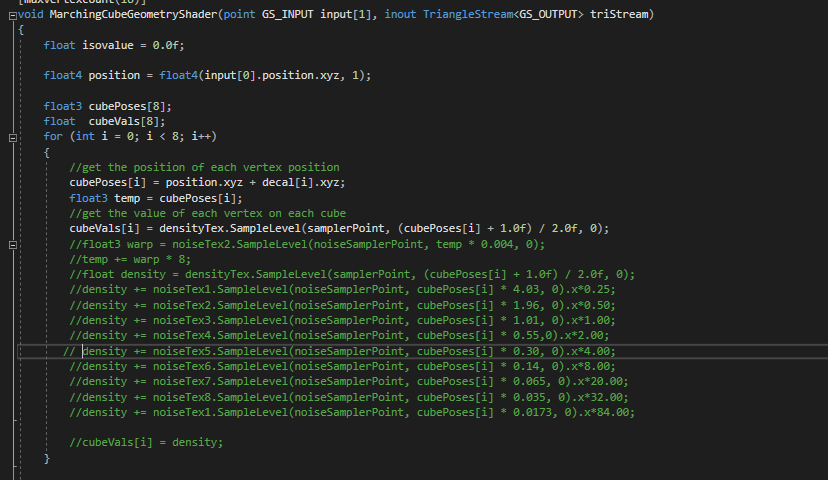 [maxvertexcount(16)]
void MarchingCubeGeometryShader(point GS_INPUT input[1], inout TriangleStream<GS_OUTPUT> triStream)
{
float isovalue = 0.0f;
float4 position = float4(input[0].position.xyz, 1);
float3 cubePoses[8];
float  cubeVals[8];
for (int i = 0; i < 8; i++)
{
//get the position of each vertex position
cubePoses[i] = position.xyz + decal[i].xyz;
float3 temp = cubePoses[i];
//get the value of each vertex on each cube
cubeVals[i] = densityTex.SampleLevel(samplerPoint, (cubePoses[i] + 1.0f) / 2.0f, 0);
//float3 warp = noiseTex2.SampleLevel(noiseSamplerPoint, temp * 0.004, 0);
//temp += warp * 8;
//float density = densityTex.SampleLevel(samplerPoint, (cubePoses[i] + 1.0f) / 2.0f, 0);
//density += noiseTex1.SampleLevel(noiseSamplerPoint, cubePoses[i] * 4.03, 0).x*0.25;
//density += noiseTex2.SampleLevel(noiseSamplerPoint, cubePoses[i] * 1.96, 0).x*0.50;
//density += noiseTex3.SampleLevel(noiseSamplerPoint, cubePoses[i] * 1.01, 0).x*1.00;
//density += noiseTex4.SampleLevel(noiseSamplerPoint, cubePoses[i] * 0.55,0).x*2.00;
// density += noiseTex5.SampleLevel(noiseSamplerPoint, cubePoses[i] * 0.30, 0).x*4.00;
//density += noiseTex6.SampleLevel(noiseSamplerPoint, cubePoses[i] * 0.14, 0).x*8.00;
//density += noiseTex7.SampleLevel(noiseSamplerPoint, cubePoses[i] * 0.065, 0).x*20.00;
//density += noiseTex8.SampleLevel(noiseSamplerPoint, cubePoses[i] * 0.035, 0).x*32.00;
//density += noiseTex1.SampleLevel(noiseSamplerPoint, cubePoses[i] * 0.0173, 0).x*84.00;
//cubeVals[i] = density;
}